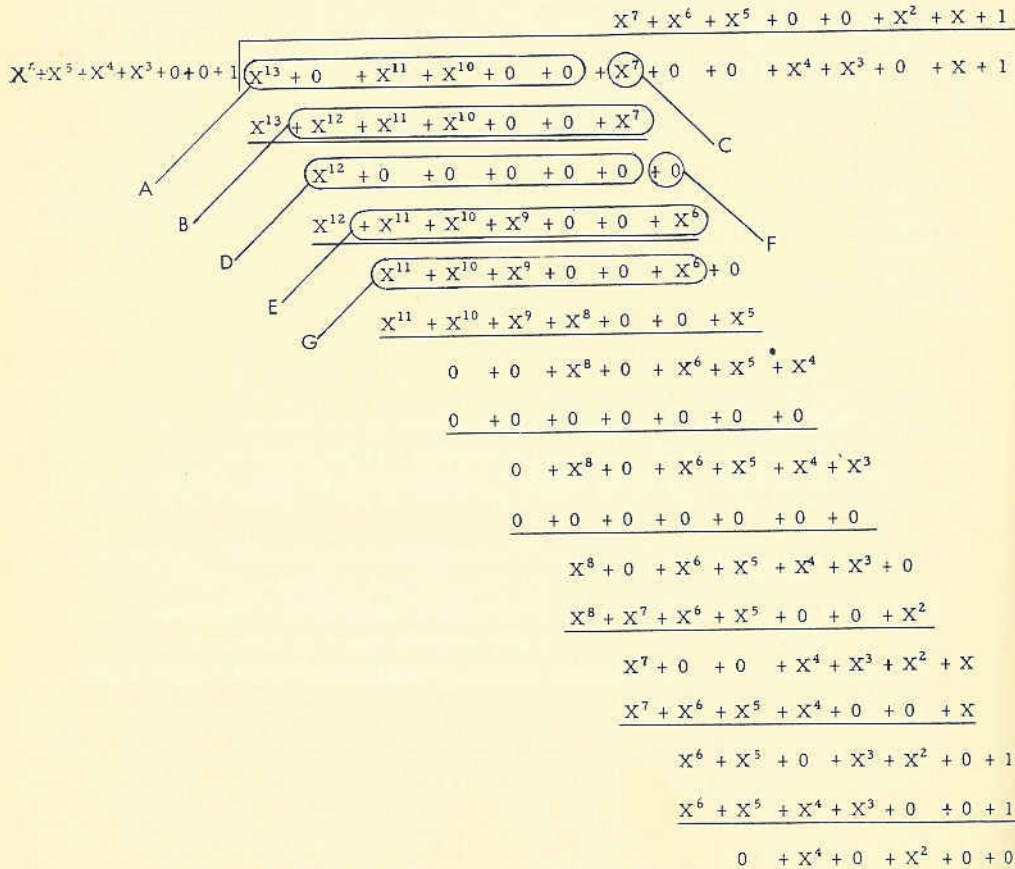 X⁷ + X⁶ + X⁵ + 0 + 0 + X² + X + 1
X⁶+X⁵+X⁴+X³+0+0+1 X¹³ + 0 + X¹¹ + X¹⁰ + 0 + 0 + X⁷ + 0 + 0 + X⁴ + X³ + 0 + X + 1
X¹³ + X¹² + X¹¹ + X¹⁰ + 0 + 0 + X⁷
C
X¹² + 0 + 0 + 0 + 0 + 0 + 0
A
B
X¹² + X¹¹ + X¹⁰ + X⁹ + 0 + 0 + X⁶
F
D
X¹¹ + X¹⁰ + X⁹ + 0 + 0 + X⁶ + 0
E
X¹¹ + X¹⁰ + X⁹ + X⁸ + 0 + 0 + X⁵
G
0 + 0 + X⁸ + 0 + X⁶ + X⁵ + X⁴
0 + 0 + 0 + 0 + 0 + 0 + 0
0 + X⁸ + 0 + X⁶ + X⁵ + X⁴ + X³
0 + 0 + 0 + 0 + 0 + 0 + 0
X⁸ + 0 + X⁶ + X⁵ + X⁴ + X³ + 0
X⁸ + X⁷ + X⁶ + X⁵ + 0 + 0 + X²
X⁷ + 0 + 0 + X⁴ + X³ + X² + X
X⁷ + X⁶ + X⁵ + X⁴ + 0 + 0 + X
X⁶ + X⁵ + 0 + X³ + X² + 0 + 1
X⁶ + X⁵ + X⁴ + X³ + 0 + 0 + 1
0 + X⁴ + 0 + X² + 0 + 0